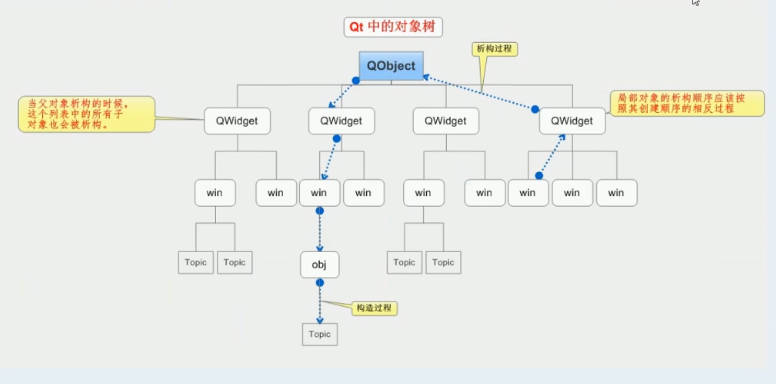 Qt 中的对象树
析构过程
QObject
当父对象析构的时候，
这个列表中的所有子
对象也会被析构。
局部对象的析构顺序应该按
照其创建顺序的相反过程
QWidget
QWidget
QWidget
QWidget
win
win
win
win
win
win
win
win
win
Topic
Topic
obj
Topic
Topic
构造过程
Topic